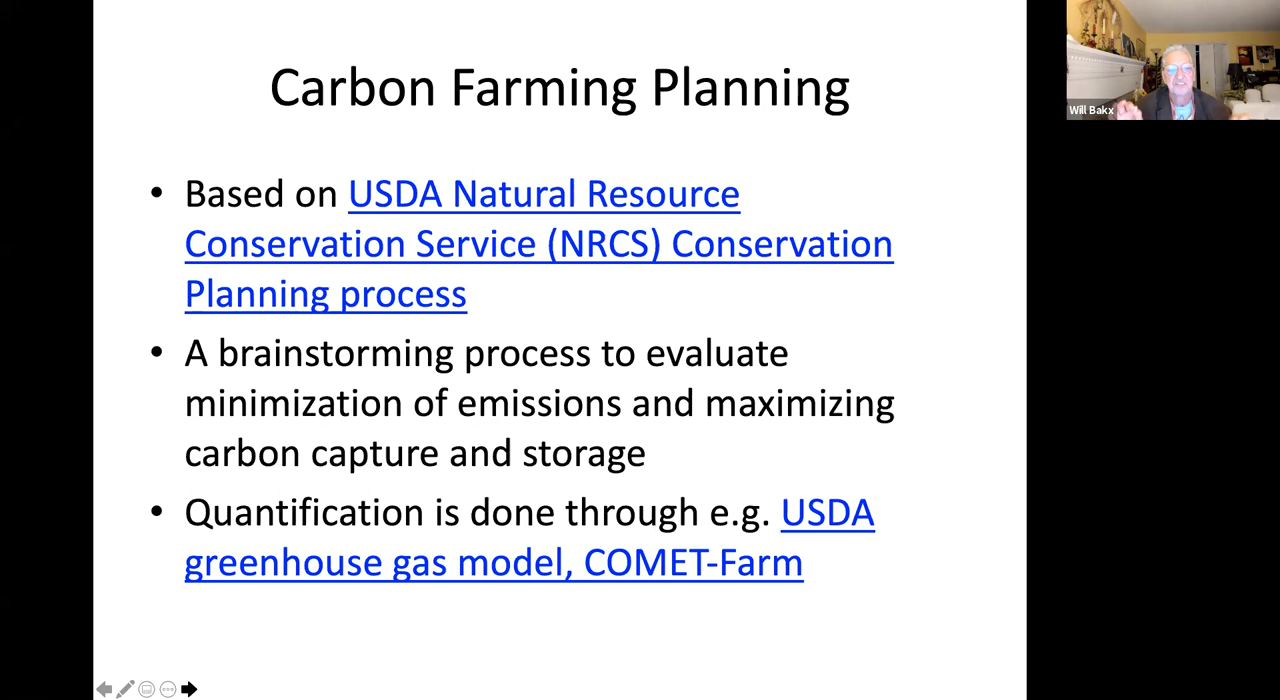 Carbon Farming Planning
• Based on USDA Natural Resource
Conservation Service (NRCS) Conservation
Planning process
• A brainstorming process to evaluate
minimization of emissions and maximizing
carbon capture and storage
• Quantification is done through e.g. USDA
greenhouse gas model, COMET-Farm
Will Bakx